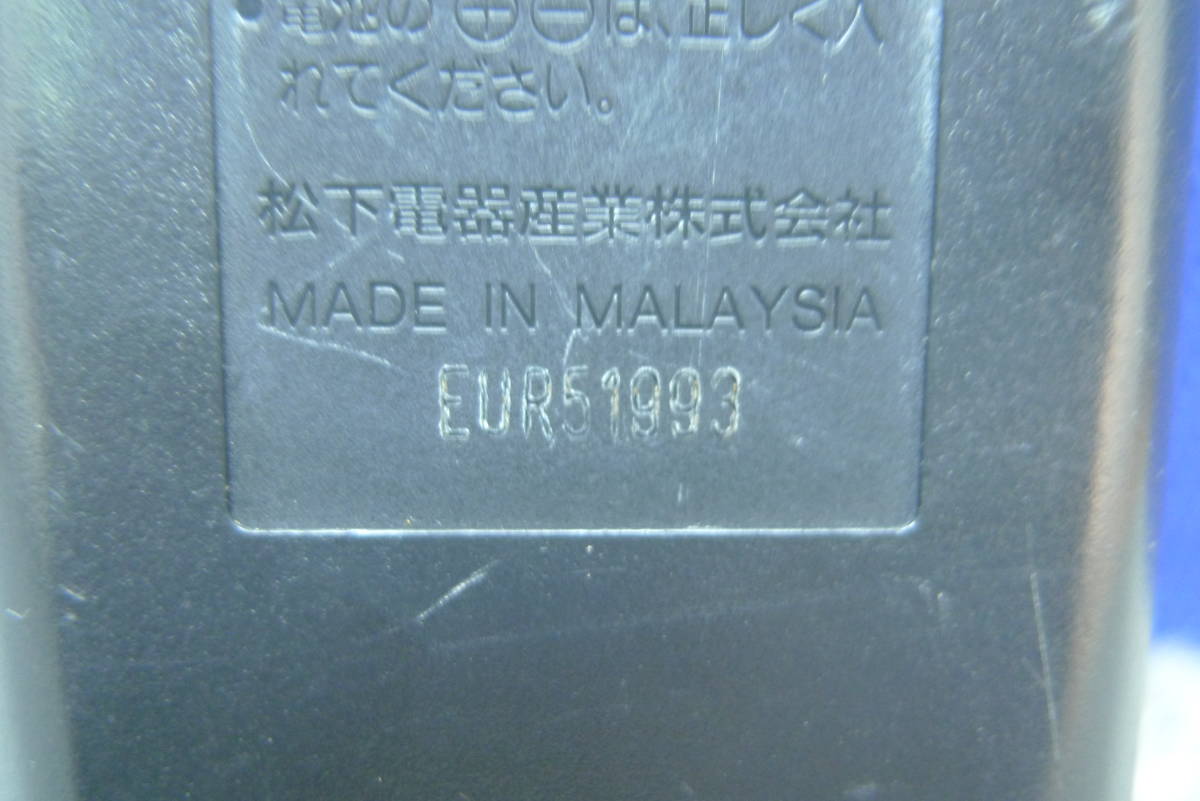 •電池の⊕⊖は、正しく入
れてください。
松下電器産業株式会社
MADE IN MALAYSIA
EUR51993